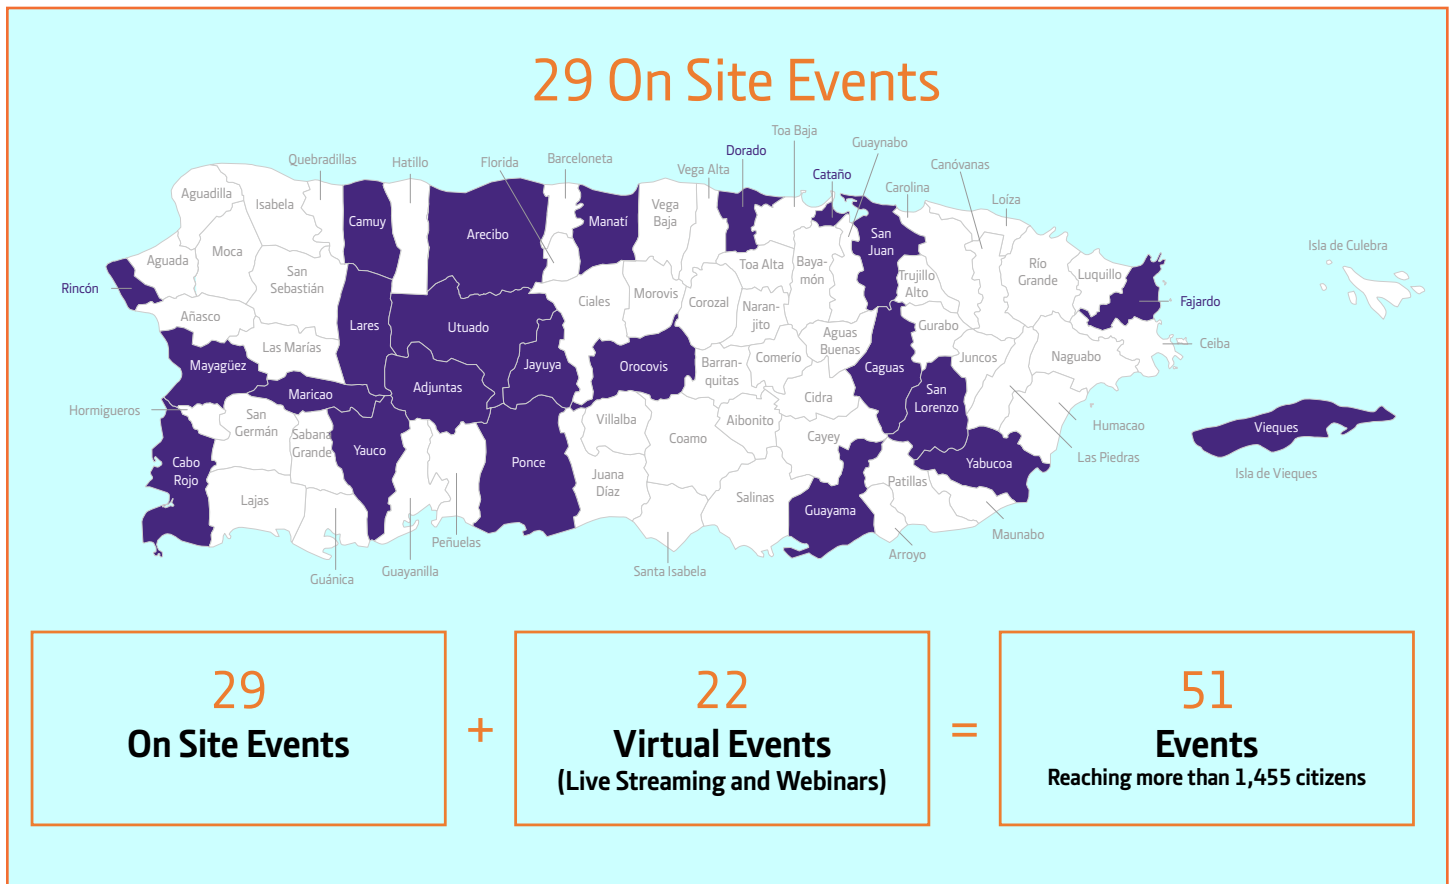 29 On Site Events
Toa Baja
Guaynabo
Dorado
Quebradillas
Hatillo
Florida
Barceloneta
Vega Alta
Cataño
Canóvanas
Carolina
Loíza
Aguadilla
Isabela
Camuy
Arecibo
Manatí
Vega
Baja
San
Juan
Isla de Culebra
Aguada
Moca
San
Sebastián
Toa Alta
Baya-
món
Trujillo
Alto
Río
Grande
Luquillo
Rincón
Ciales
Morovis
Corozal
Naran-
jito
Fajardo
Añasco
Lares
Utuado
Aguas
Buenas
Gurabo
Ceiba
Las Marías
Mayagüez
Jayuya
Orocovis
Barran-
quitas
Comerío
Caguas
Juncos
Naguabo
Maricao
Adjuntas
Cidra
San
Lorenzo
Hormigueros
San
Germán
Sabana
Grande
Villalba
Aibonito
Humacao
Vieques
Cabo
Rojo
Yauco
Ponce
Coamo
Cayey
Las Piedras
Yabucoa
Isla de Vieques
Lajas
Juana
Díaz
Salinas
Patillas
Guayama
Maunabo
Peñuelas
Arroyo
Guánica
Guayanilla
Santa Isabela
29
On Site Events
+
22
Virtual Events
(Live Streaming and Webinars)
=
51
Events
Reaching more than 1,455 citizens